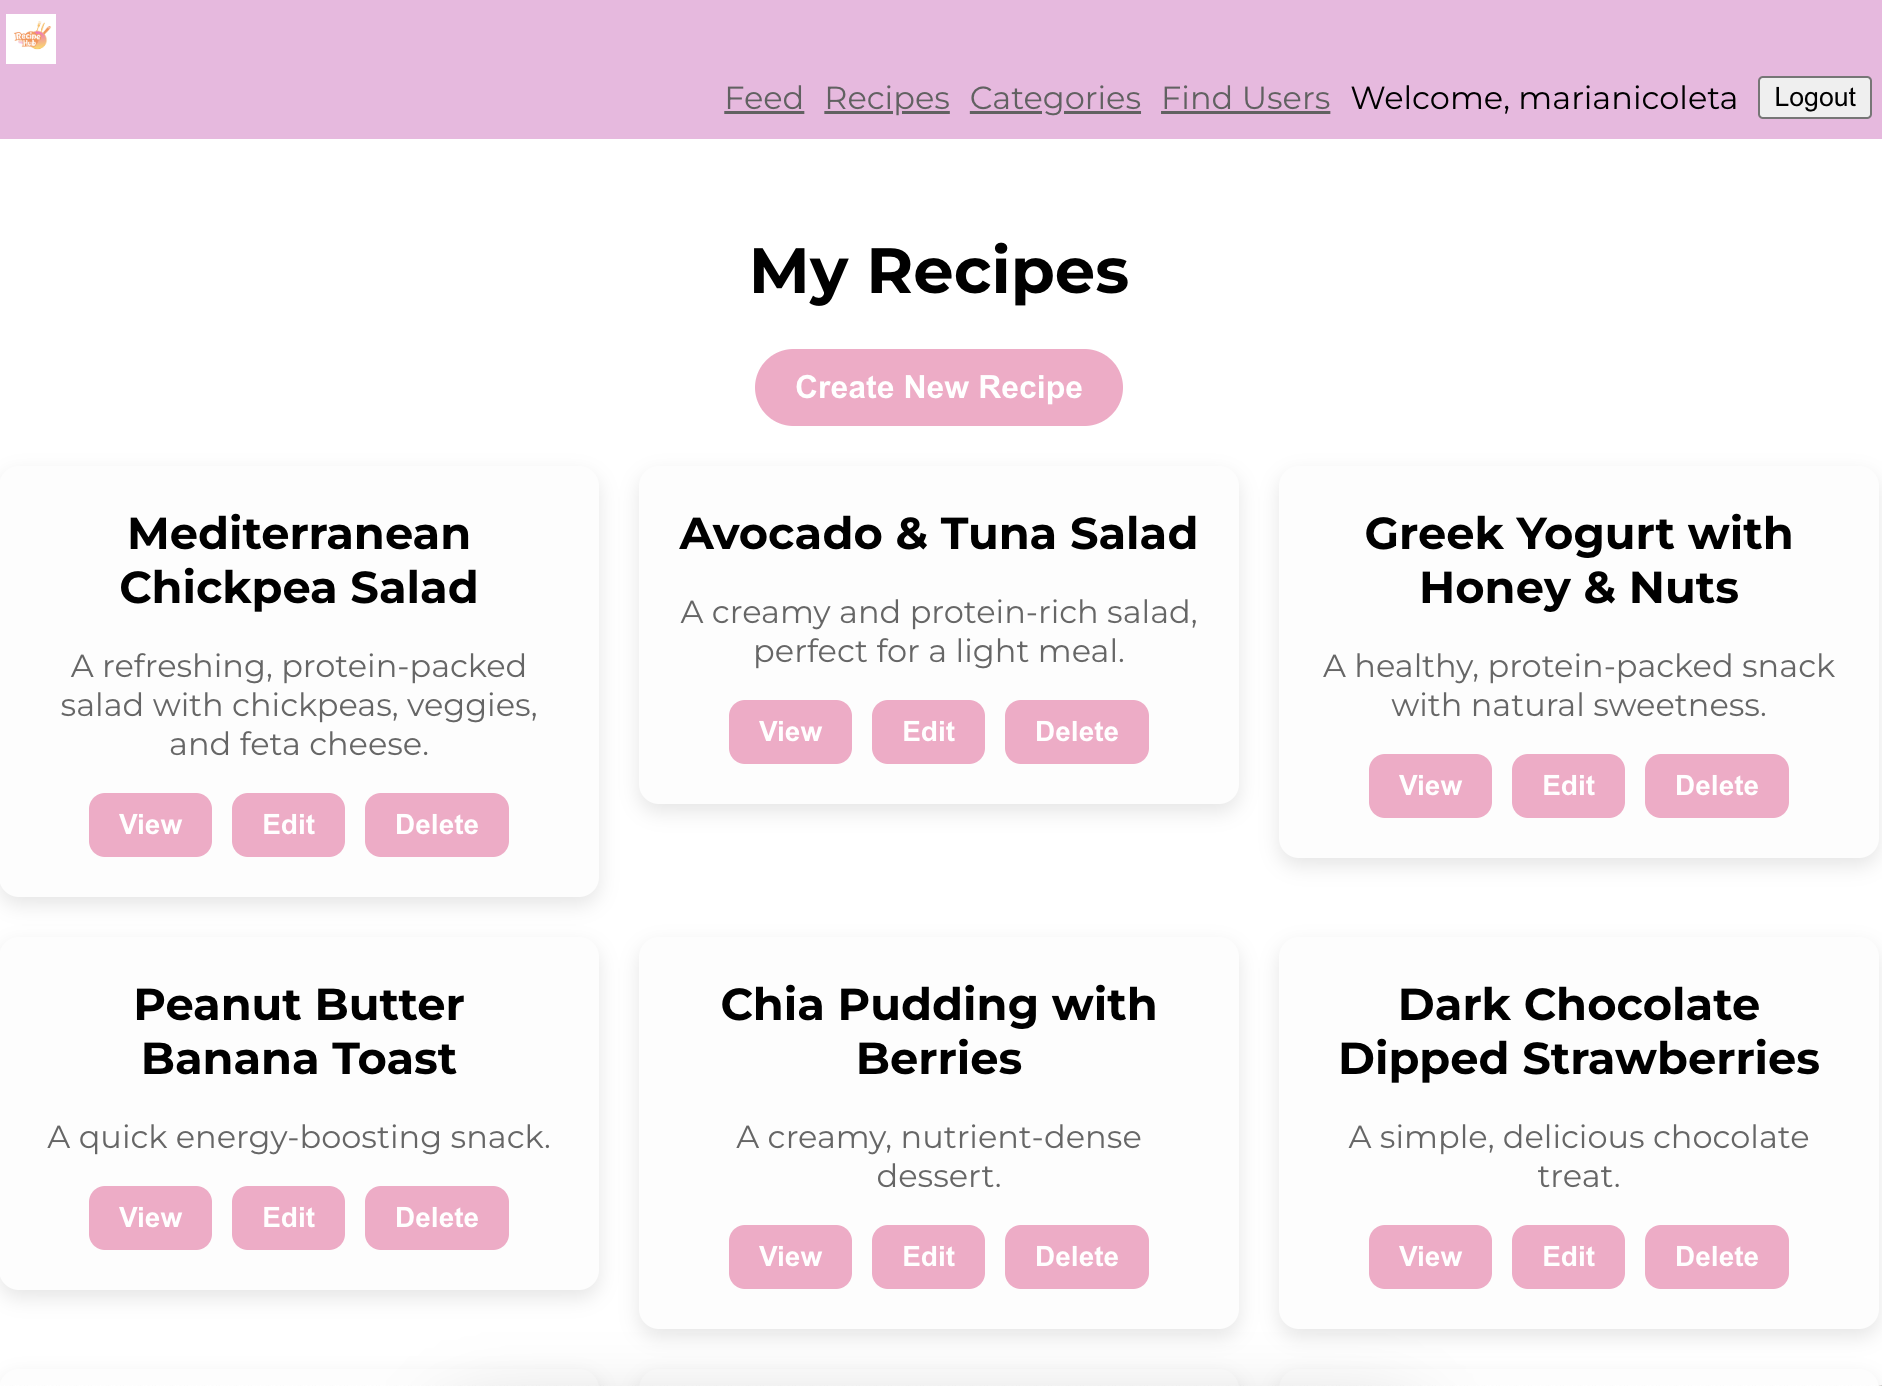 Recipe
Hub
Feed Recipes Categories Find Users Welcome, marianicoleta Logout
My Recipes
Create New Recipe
Mediterranean
Chickpea Salad
A refreshing, protein-packed
salad with chickpeas, veggies,
and feta cheese.
View Edit Delete
Avocado & Tuna Salad
A creamy and protein-rich salad,
perfect for a light meal.
View Edit Delete
Greek Yogurt with
Honey & Nuts
A healthy, protein-packed snack
with natural sweetness.
View Edit Delete
Peanut Butter
Banana Toast
A quick energy-boosting snack.
View Edit Delete
Chia Pudding with
Berries
A creamy, nutrient-dense
dessert.
View Edit Delete
Dark Chocolate
Dipped Strawberries
A simple, delicious chocolate
treat.
View Edit Delete